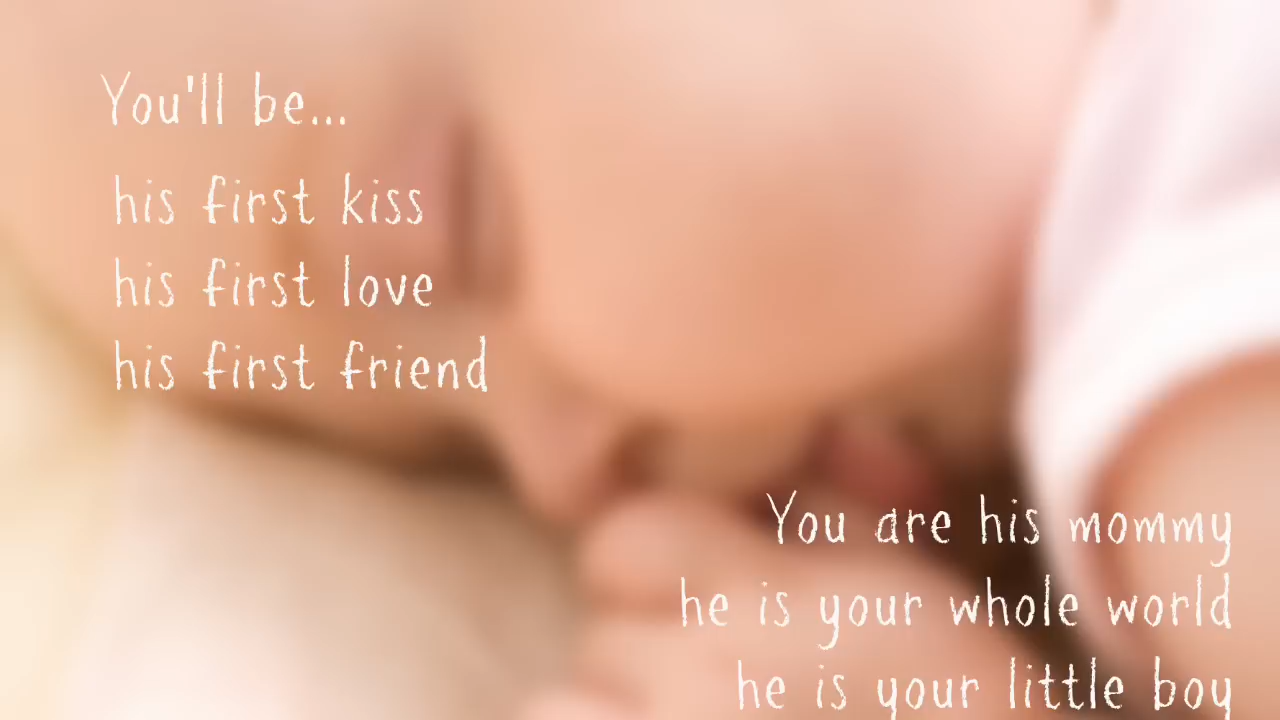 You'll be...
his first kiss
his first love
his first friend
You are his mommy
he is your whole world
he is your little boy